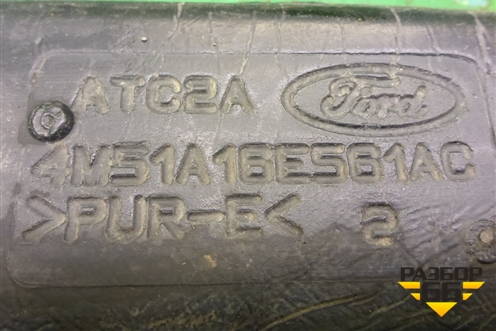 ATC2A Ford
4M51A16E561AC
>PUR-E< 2
РАЗБОР
66